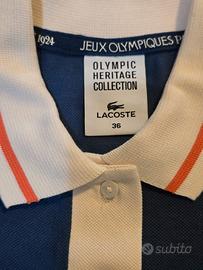 1924
JEUX OLYMPIQUES
OLYMPIC
HERITAGE
COLLECTION
LACOSTE
36
subito